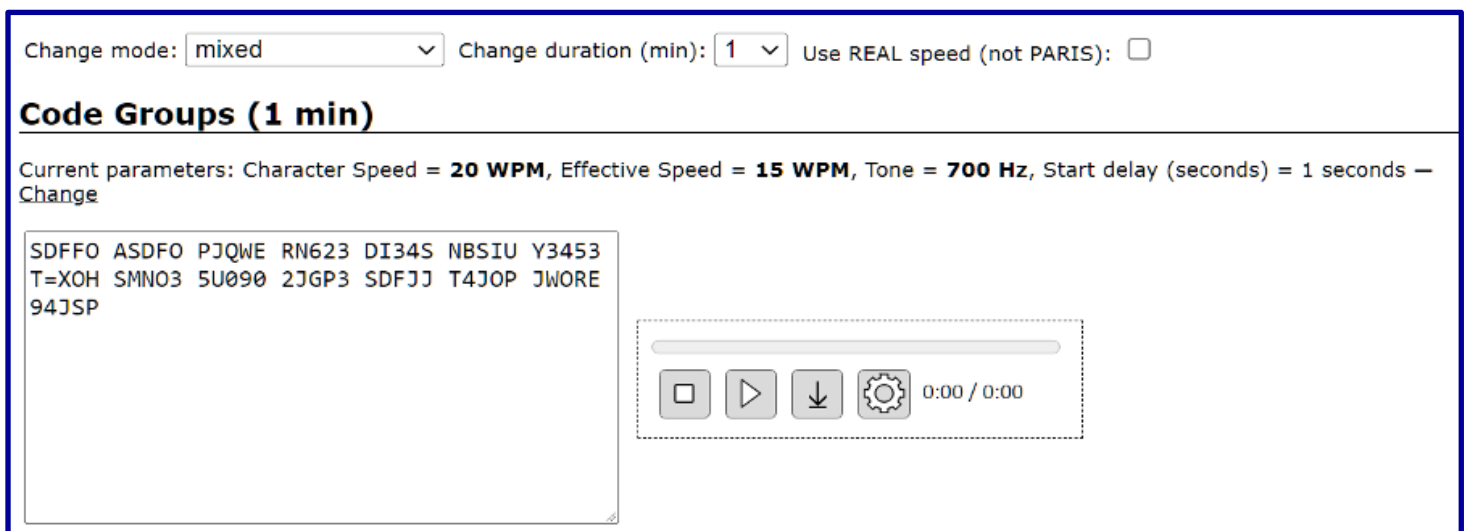 Change mode: mixed Change duration (min): 1 Use REAL speed (not PARIS):
Code Groups (1 min)
Current parameters: Character Speed = 20 WPM, Effective Speed = 15 WPM, Tone = 700 Hz, Start delay (seconds) = 1 seconds —
Change
SDFFO ASDFO PJQWE RN623 DI34S NBSIU Y3453
T=XOH SMNO3 5U090 2JGP3 SDFJJ T4JOP JWORE
94JSP
0:00 / 0:00